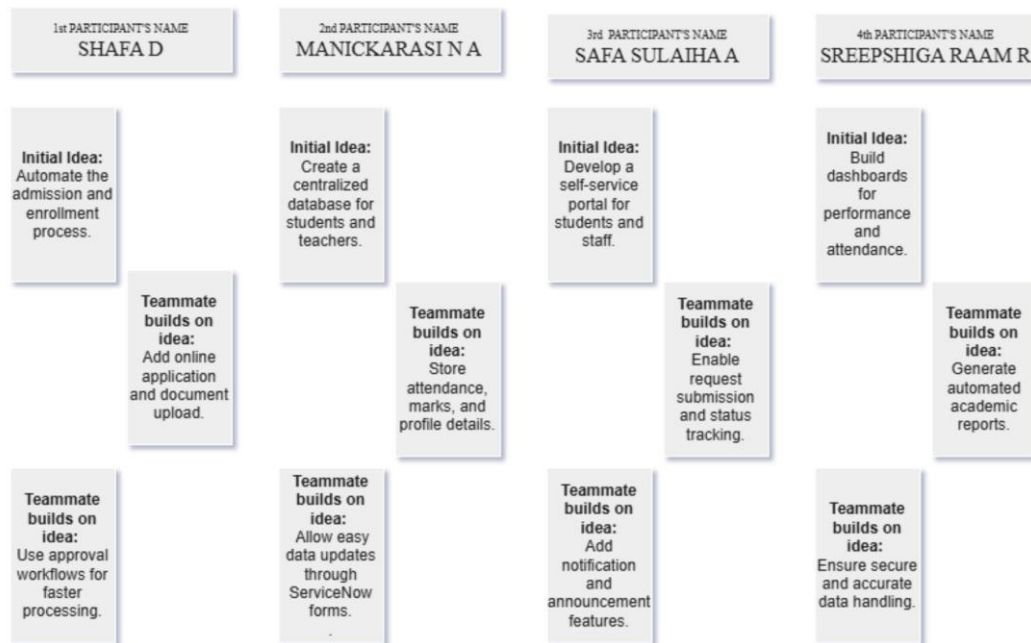 1st PARTICIPANT'S NAME
SHAFA D
2nd PARTICIPANT'S NAME
MANICKARASI N A
3rd PARTICIPANT'S NAME
SAFA SULAIHA A
4th PARTICIPANT'S NAME
SREEPSHIGA RAAM R
Initial Idea:
Automate the
admission and
enrollment
process.
Initial Idea:
Create a
centralized
database for
students and
teachers.
Initial Idea:
Develop a
self-service
portal for
students and
staff.
Initial Idea:
Build
dashboards
for
performance
and
attendance.
Teammate
builds on
idea:
Add online
application
and document
upload.
Teammate
builds on
idea:
Store
attendance,
marks, and
profile details.
Teammate
builds on
idea:
Enable
request
submission
and status
tracking.
Teammate
builds on
idea:
Generate
automated
academic
reports.
Teammate
builds on
idea:
Use approval
workflows for
faster
processing.
Teammate
builds on
idea:
Allow easy
data updates
through
ServiceNow
forms.
.
Teammate
builds on
idea:
Add
notification
and
announcement
features.
Teammate
builds on
idea:
Ensure secure
and accurate
data handling.